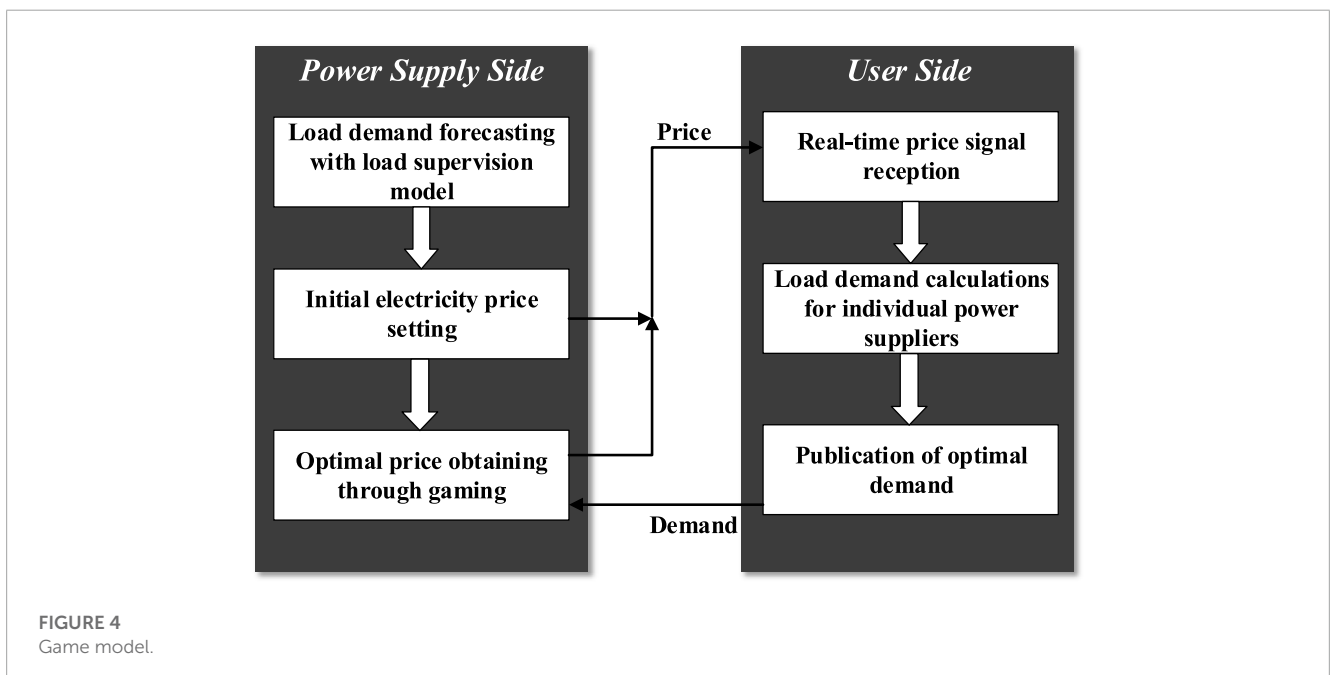 Power Supply Side
Load demand forecasting
with load supervision
model
Initial electricity price
setting
Optimal price obtaining
through gaming
Price
Demand
User Side
Real-time price signal
reception
Load demand calculations
for individual power
suppliers
Publication of optimal
demand
FIGURE 4
Game model.